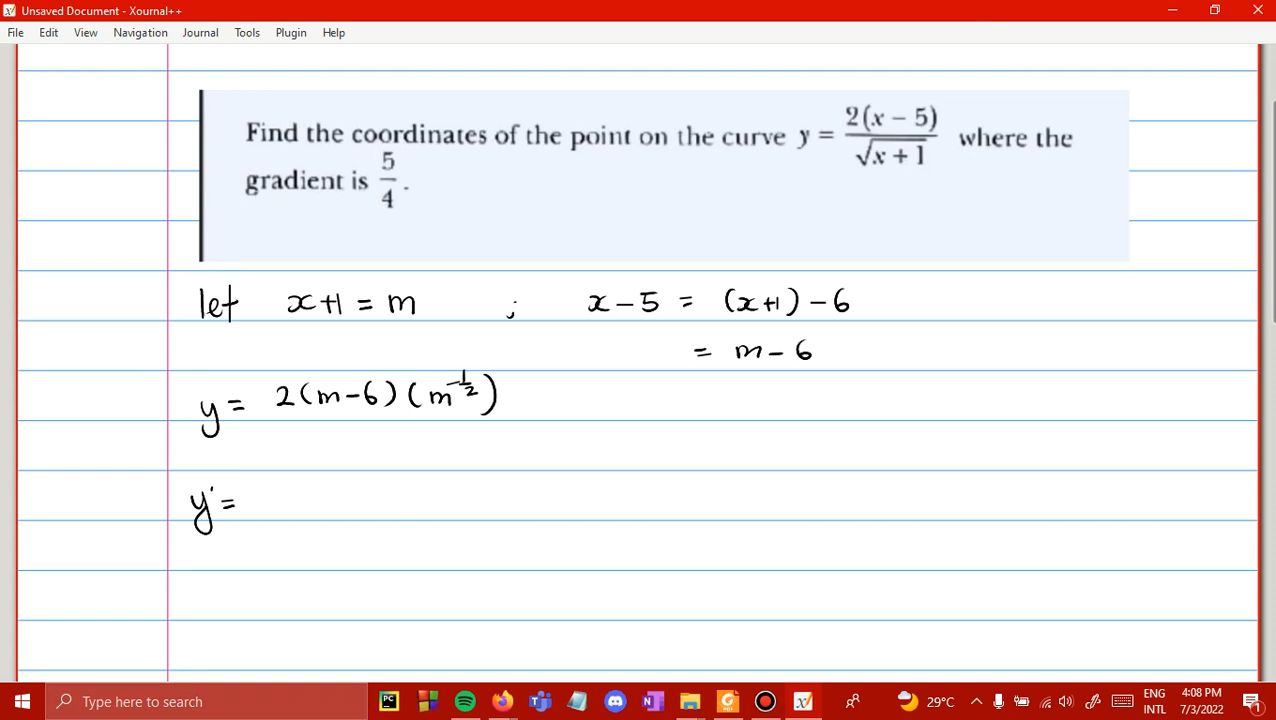 Unsaved Document - Xournal++
File Edit View Navigation Journal Tools Plugin Help
Find the coordinates of the point on the curve y = 2(x − 5)/√x + 1 where the
gradient is 5/4 .
let x+1 = m ; x−5 = (x+1) −6
= m − 6
y = 2(m−6)(m^-1/2)
y' =
Type here to search
PC
29°C
ENG
INTL
4:08 PM
7/3/2022
1